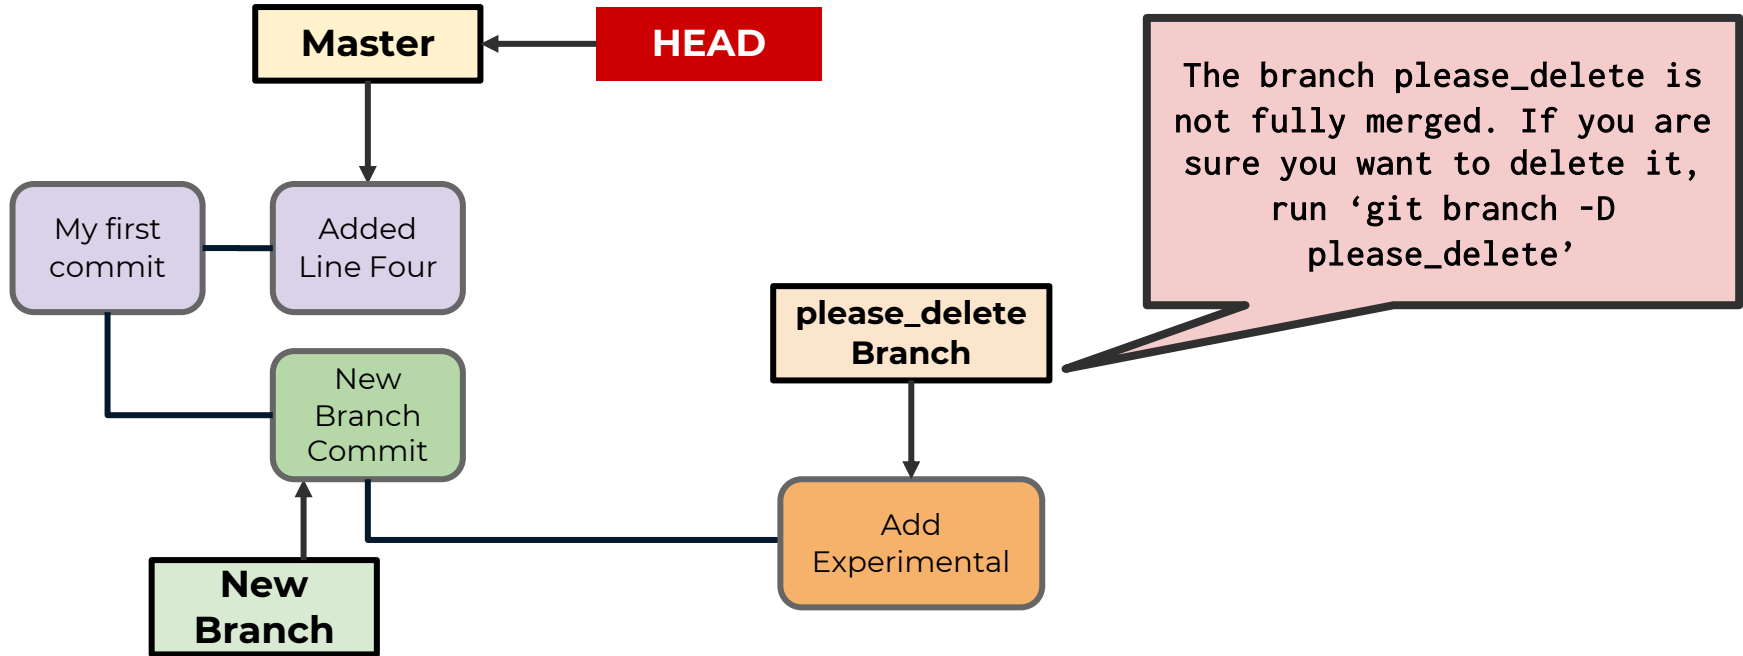 Master
HEAD
The branch please_delete is
not fully merged. If you are
sure you want to delete it,
run ‘git branch -D
please_delete’
My first
commit
Added
Line Four
please_delete
Branch
New
Branch
Commit
Add
Experimental
New
Branch